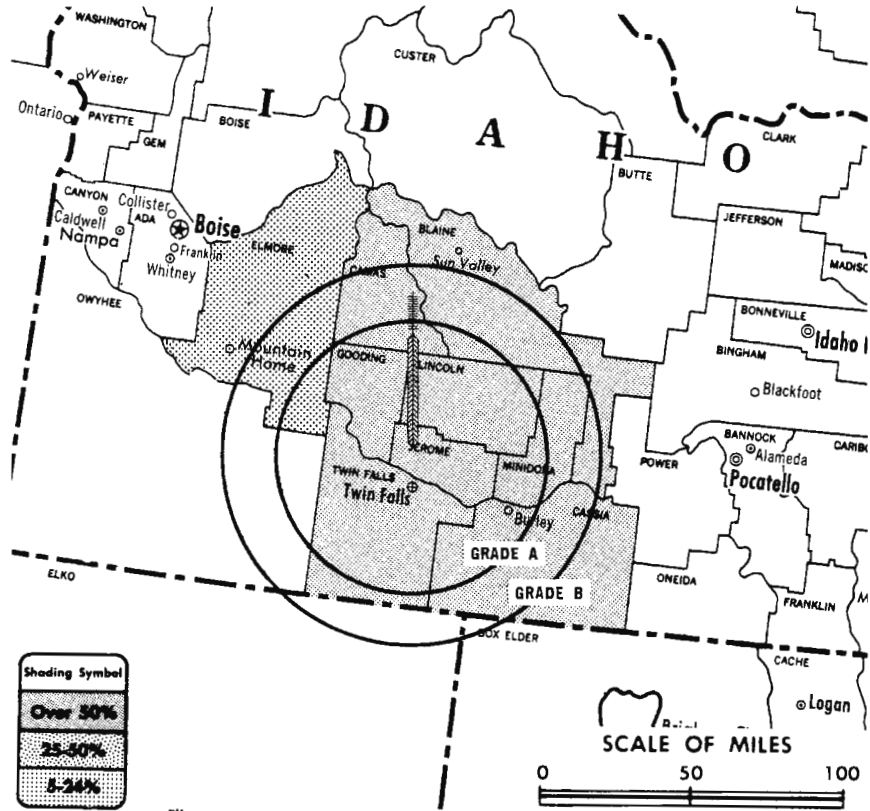 WASHINGTON
Weiser
Ontario
PAYETTE
GEM
BOISE
CUSTER
I D A H O
CLARK
BUTTE
JEFFERSON
CANYON
Collister
ADA
Caldwell
Boise
Nampa
Franklin
Whitney
ELMORE
BLAINE
Sun Valley
CAMAS
OWYHEE
BONNEVILLE
BINGHAM
Blackfoot
Mountain
Home
GOODING
LINCOLN
JEROME
MINIDOKA
POWER
BANNOCK
Alameda
Pocatello
TWIN FALLS
Twin Falls
Burley
CASSIA
GRADE A
GRADE B
ONEIDA
FRANKLIN
ELKO
BOX ELDER
CACHE
Logan
Shading Symbol
Over 50%
25-50%
5-24%
SCALE OF MILES
0 50 100